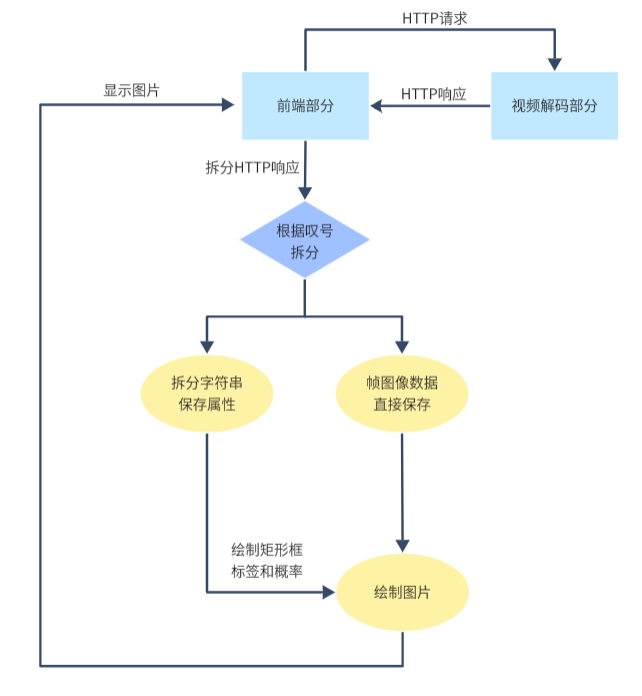 HTTP请求
显示图片
HTTP响应
前端部分
视频解码部分
拆分HTTP响应
根据叹号
拆分
拆分字符串
保存属性
帧图像数据
直接保存
绘制矩形框
标签和概率
绘制图片